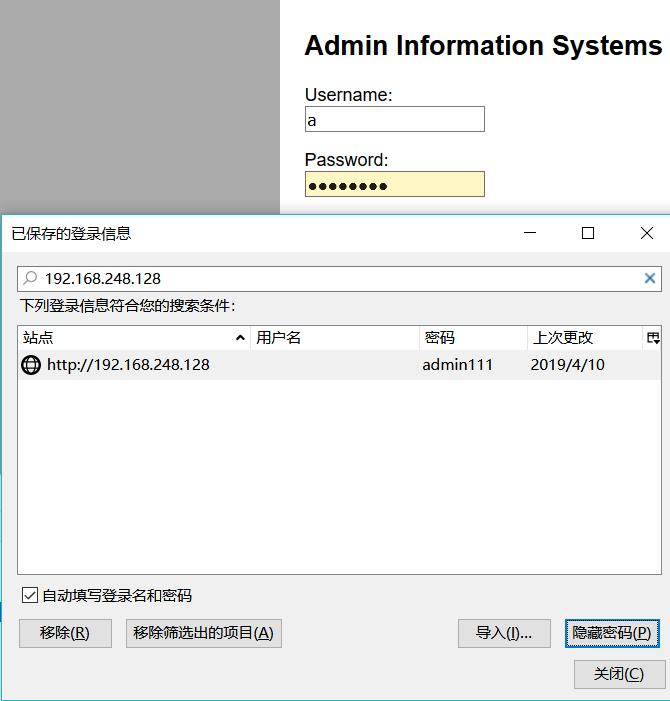 Admin Information Systems
Username:
a
Password:
●●●●●●●●
已保存的登录信息
192.168.248.128
下列登录信息符合您的搜索条件：
站点 用户名 密码 上次更改
http://192.168.248.128 admin111 2019/4/10
自动填写登录名和密码
移除(R) 移除筛选出的项目(A) 导入(I)... 隐藏密码(P)
关闭(C)